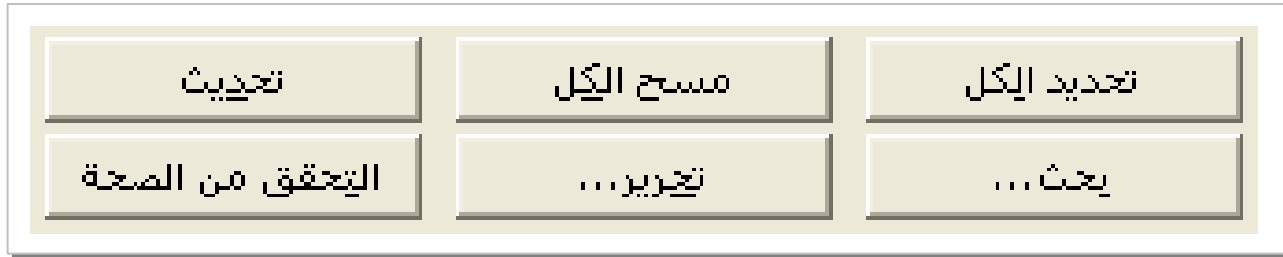 تحديد الكل مسح الكل تحديث
بحث... تحرير... التحقق من الصحة